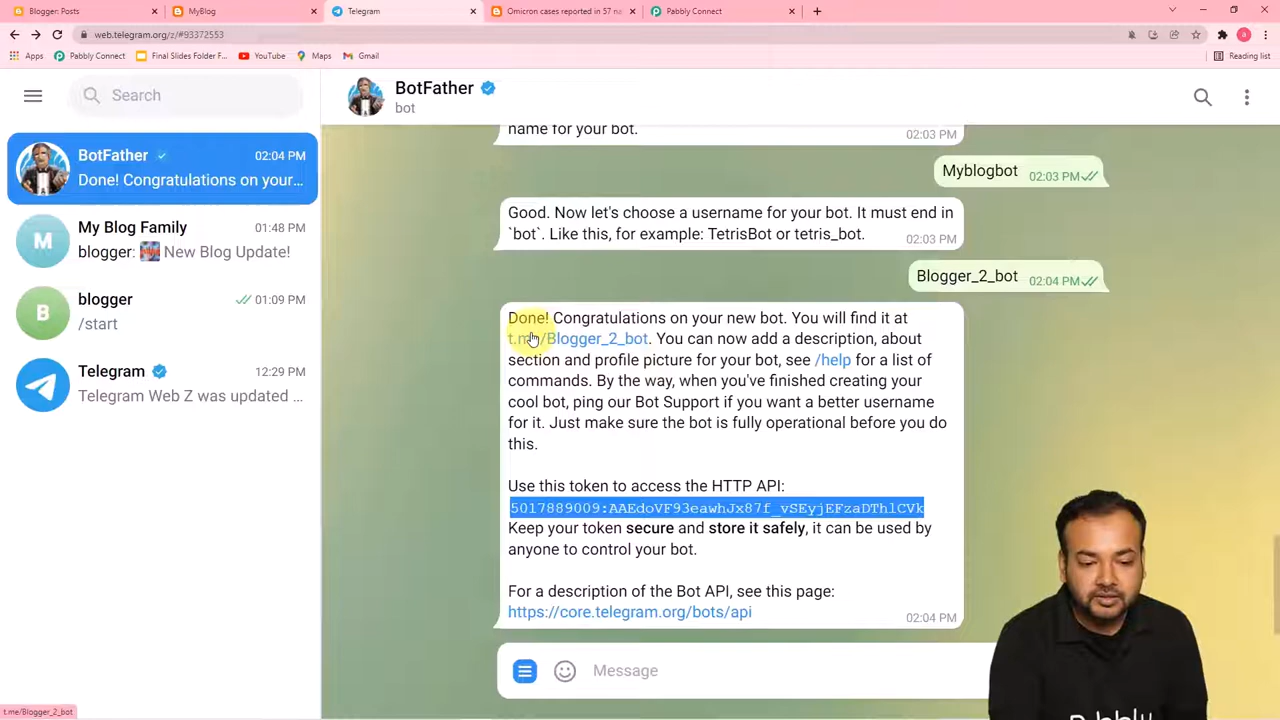 Blogger: Posts
MyBlog
Telegram
Omicron cases reported in 57 na
Pabbly Connect
web.telegram.org/z/#93372553
Apps
Pabbly Connect
Final Slides Folder F...
YouTube
Maps
Gmail
Reading list
Search
BotFather
bot
BotFather
02:04 PM
Done! Congratulations on your...
My Blog Family
01:48 PM
blogger: New Blog Update!
blogger
01:09 PM
/start
Telegram
12:29 PM
Telegram Web Z was updated ...
name for your bot.
02:03 PM
Myblogbot
02:03 PM
Good. Now let's choose a username for your bot. It must end in
`bot`. Like this, for example: TetrisBot or tetris_bot.
02:03 PM
Blogger_2_bot
02:04 PM
Done! Congratulations on your new bot. You will find it at
t.me/Blogger_2_bot. You can now add a description, about
section and profile picture for your bot, see /help for a list of
commands. By the way, when you've finished creating your
cool bot, ping our Bot Support if you want a better username
for it. Just make sure the bot is fully operational before you do
this.
Use this token to access the HTTP API:
5017889009:AAEdoVF93eawhJx87f_vSEyjEFzaDThlCVk
Keep your token secure and store it safely, it can be used by
anyone to control your bot.
For a description of the Bot API, see this page:
https://core.telegram.org/bots/api
02:04 PM
Message
t.me/Blogger_2_bot
Pabbly